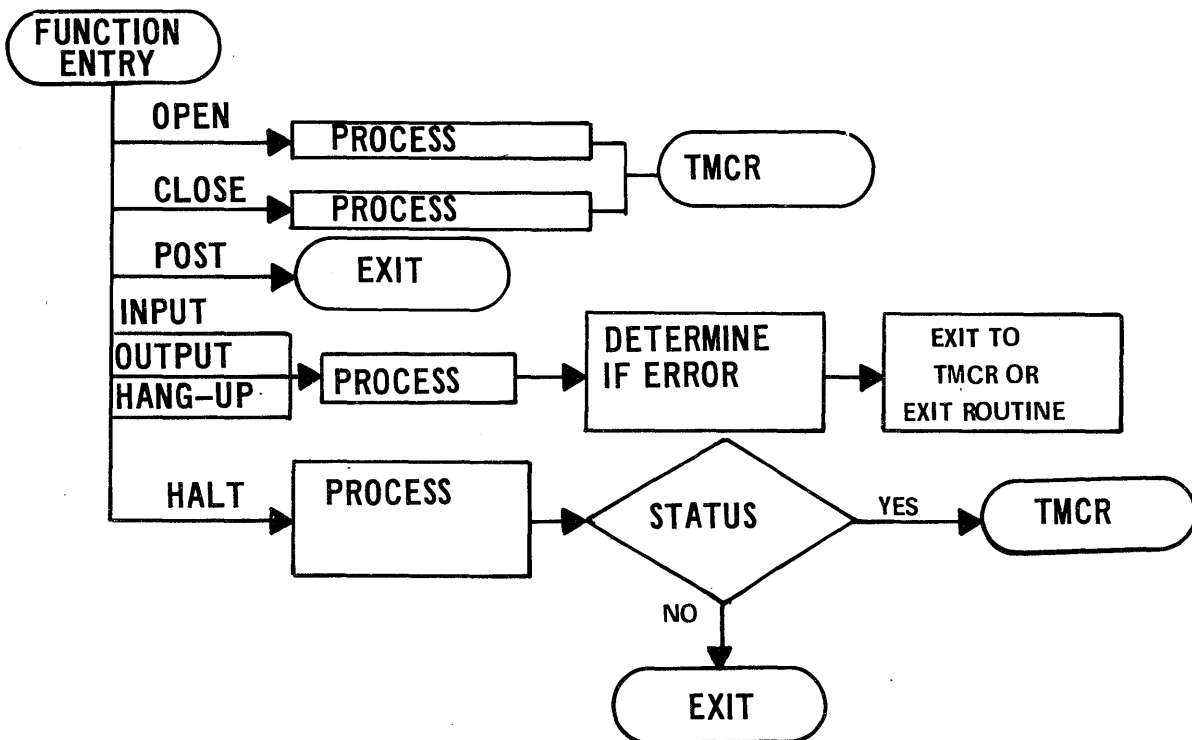 FUNCTION
ENTRY
OPEN
PROCESS
TMCR
CLOSE
PROCESS
POST
EXIT
INPUT
OUTPUT
HANG-UP
PROCESS
DETERMINE
IF ERROR
EXIT TO
TMCR OR
EXIT ROUTINE
HALT
PROCESS
STATUS
YES
TMCR
NO
EXIT